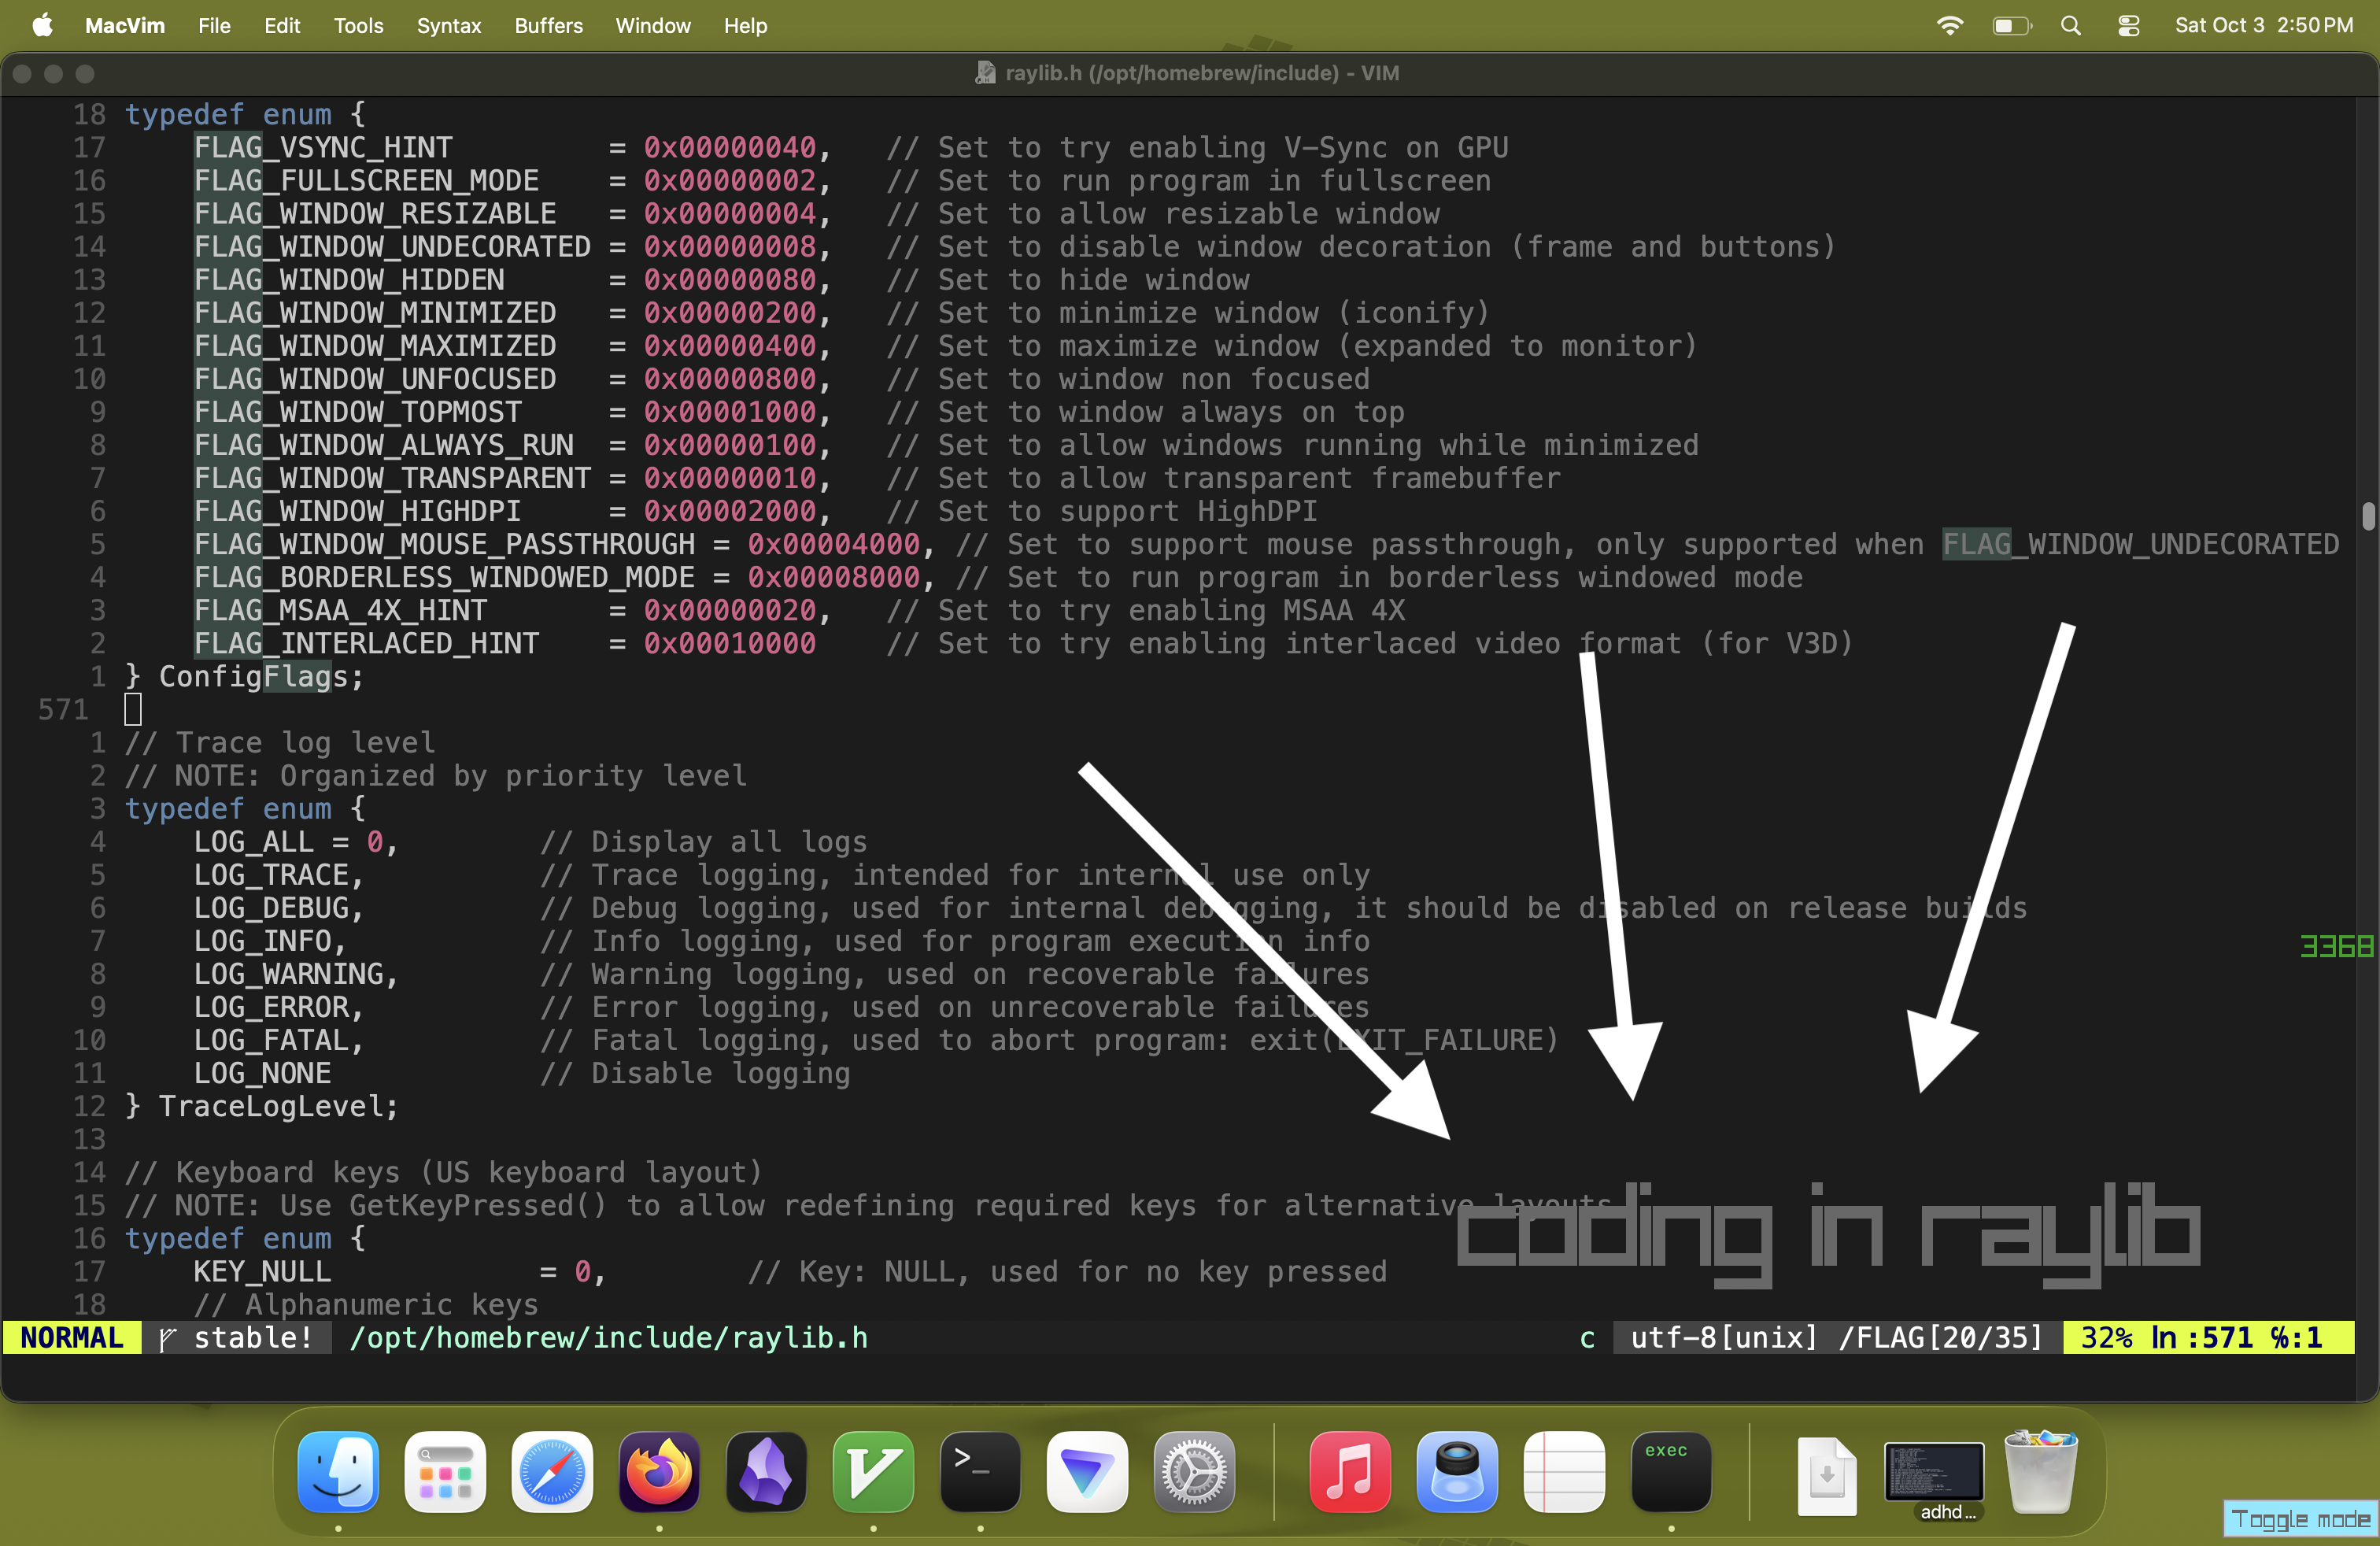 MacVim File Edit Tools Syntax Buffers Window Help Sat Oct 3 2:50 PM
raylib.h (/opt/homebrew/include) - VIM
18 typedef enum {
17 FLAG_VSYNC_HINT = 0x00000040, // Set to try enabling V-Sync on GPU
16 FLAG_FULLSCREEN_MODE = 0x00000002, // Set to run program in fullscreen
15 FLAG_WINDOW_RESIZABLE = 0x00000004, // Set to allow resizable window
14 FLAG_WINDOW_UNDECORATED = 0x00000008, // Set to disable window decoration (frame and buttons)
13 FLAG_WINDOW_HIDDEN = 0x00000080, // Set to hide window
12 FLAG_WINDOW_MINIMIZED = 0x00000200, // Set to minimize window (iconify)
11 FLAG_WINDOW_MAXIMIZED = 0x00000400, // Set to maximize window (expanded to monitor)
10 FLAG_WINDOW_UNFOCUSED = 0x00000800, // Set to window non focused
9 FLAG_WINDOW_TOPMOST = 0x00001000, // Set to window always on top
8 FLAG_WINDOW_ALWAYS_RUN = 0x00000100, // Set to allow windows running while minimized
7 FLAG_WINDOW_TRANSPARENT = 0x00000010, // Set to allow transparent framebuffer
6 FLAG_WINDOW_HIGHDPI = 0x00002000, // Set to support HighDPI
5 FLAG_WINDOW_MOUSE_PASSTHROUGH = 0x00004000, // Set to support mouse passthrough, only supported when FLAG_WINDOW_UNDECORATED
4 FLAG_BORDERLESS_WINDOWED_MODE = 0x00008000, // Set to run program in borderless windowed mode
3 FLAG_MSAA_4X_HINT = 0x00000020, // Set to try enabling MSAA 4X
2 FLAG_INTERLACED_HINT = 0x00010000 // Set to try enabling interlaced video format (for V3D)
1 } ConfigFlags;
571
1 // Trace log level
2 // NOTE: Organized by priority level
3 typedef enum {
4 LOG_ALL = 0, // Display all logs
5 LOG_TRACE, // Trace logging, intended for internal use only
6 LOG_DEBUG, // Debug logging, used for internal debugging, it should be disabled on release builds
7 LOG_INFO, // Info logging, used for program execution info
3368
8 LOG_WARNING, // Warning logging, used on recoverable failures
9 LOG_ERROR, // Error logging, used on unrecoverable failures
10 LOG_FATAL, // Fatal logging, used to abort program: exit(EXIT_FAILURE)
11 LOG_NONE // Disable logging
12 } TraceLogLevel;
13
14 // Keyboard keys (US keyboard layout)
15 // NOTE: Use GetKeyPressed() to allow redefining required keys for alternative layouts
coding in raylib
16 typedef enum {
17 KEY_NULL = 0, // Key: NULL, used for no key pressed
18 // Alphanumeric keys
NORMAL stable! /opt/homebrew/include/raylib.h c utf-8[unix] /FLAG[20/35] 32% ln :571 ℅:1
exec
adhd...
Toggle mode